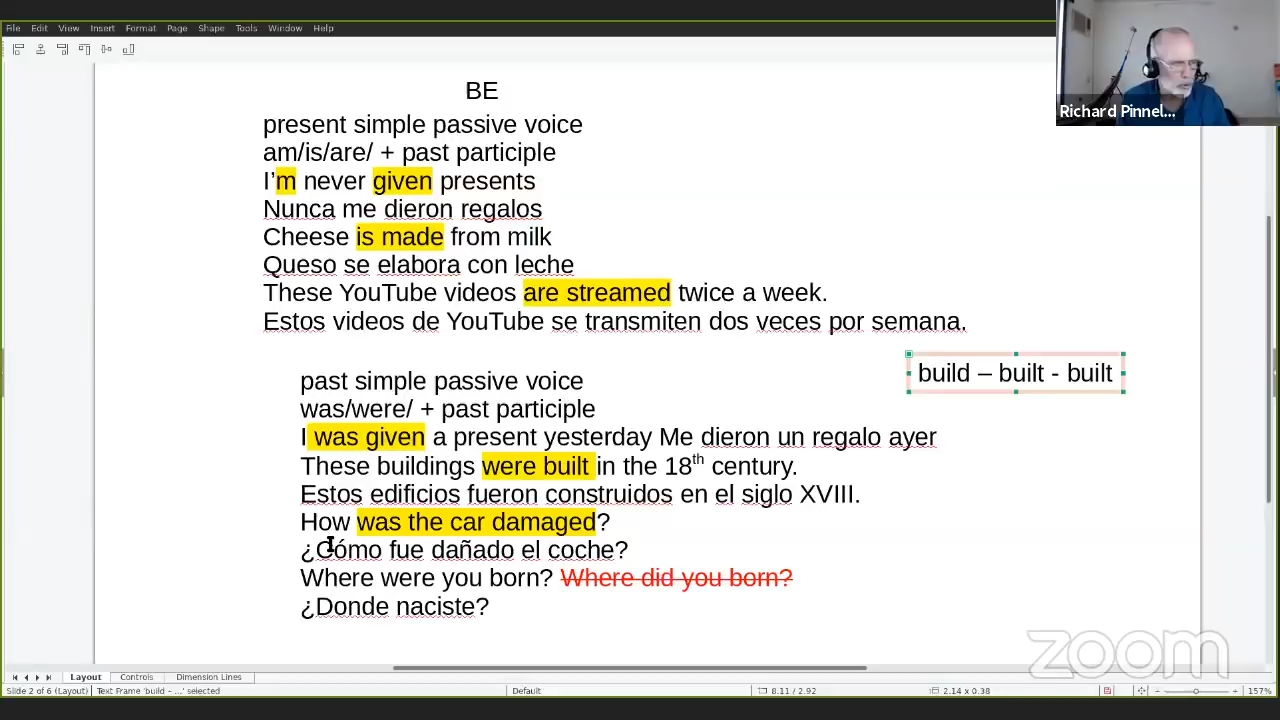 File Edit View Insert Format Page Shape Tools Window Help
BE
present simple passive voice
am/is/are/ + past participle
I’m never given presents
Nunca me dieron regalos
Cheese is made from milk
Queso se elabora con leche
These YouTube videos are streamed twice a week.
Estos videos de YouTube se transmiten dos veces por semana.
build – built - built
past simple passive voice
was/were/ + past participle
I was given a present yesterday Me dieron un regalo ayer
These buildings were built in the 18th century.
Estos edificios fueron construidos en el siglo XVIII.
How was the car damaged?
¿Cómo fue dañado el coche?
Where were you born? Where did you born?
¿Donde naciste?
Richard Pinnel...
zoom
Layout Controls Dimension Lines
Slide 2 of 6 (Layout) Text Frame 'build – ...' selected Default 8.11 / 2.92 2.14 x 0.38 157%